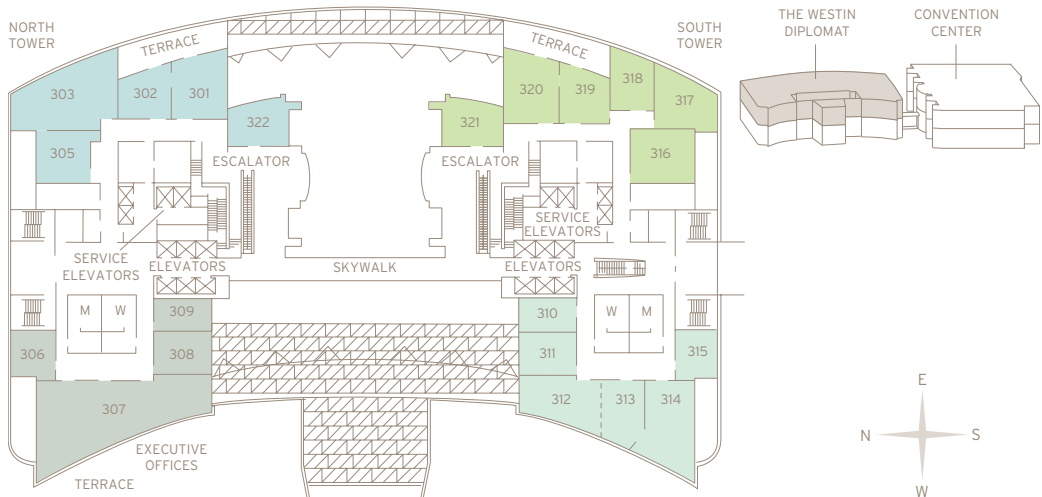 NORTH
TOWER
TERRACE
TERRACE
SOUTH
TOWER
THE WESTIN
DIPLOMAT
CONVENTION
CENTER
303
302
301
322
305
320
319
318
317
321
316
ESCALATOR
ESCALATOR
SERVICE
ELEVATORS
SERVICE
ELEVATORS
ELEVATORS
SKYWALK
ELEVATORS
M
W
W
M
309
310
306
308
311
315
307
312
313
314
EXECUTIVE
OFFICES
TERRACE
E
N
S
W